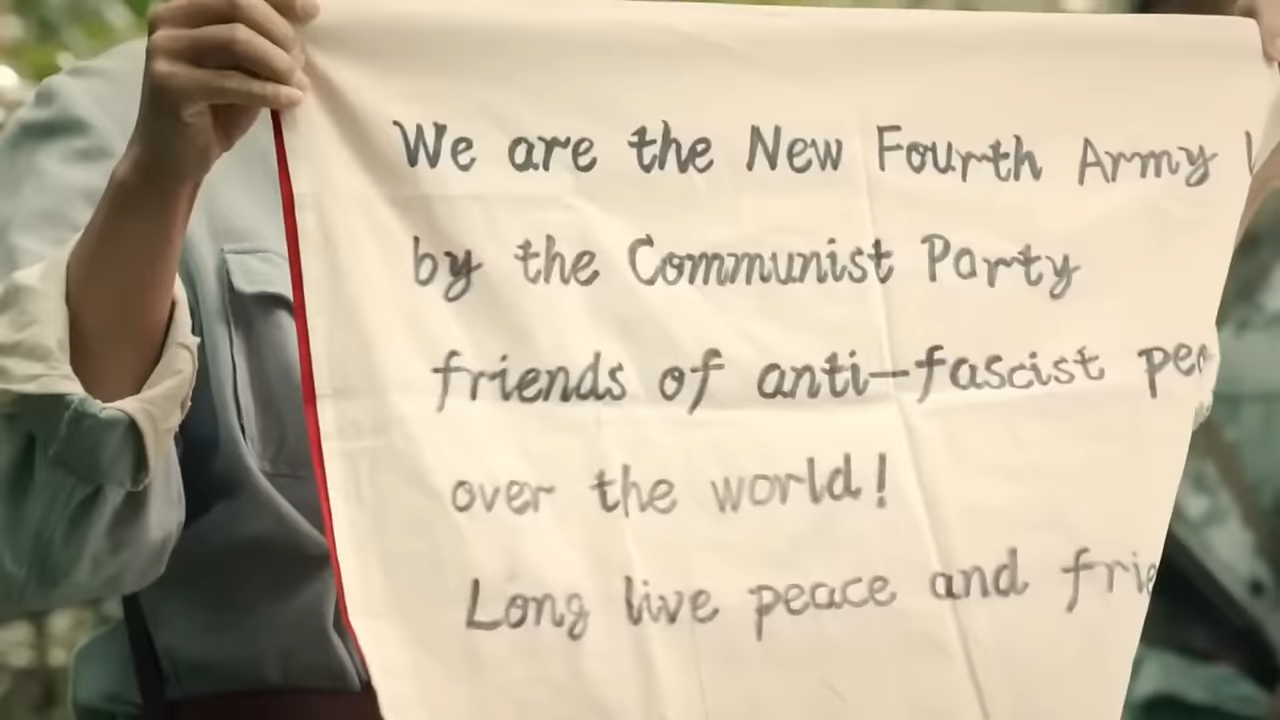 We are the New Fourth Army
by the Communist Party
friends of anti-fascist
over the world!
Long live peace and